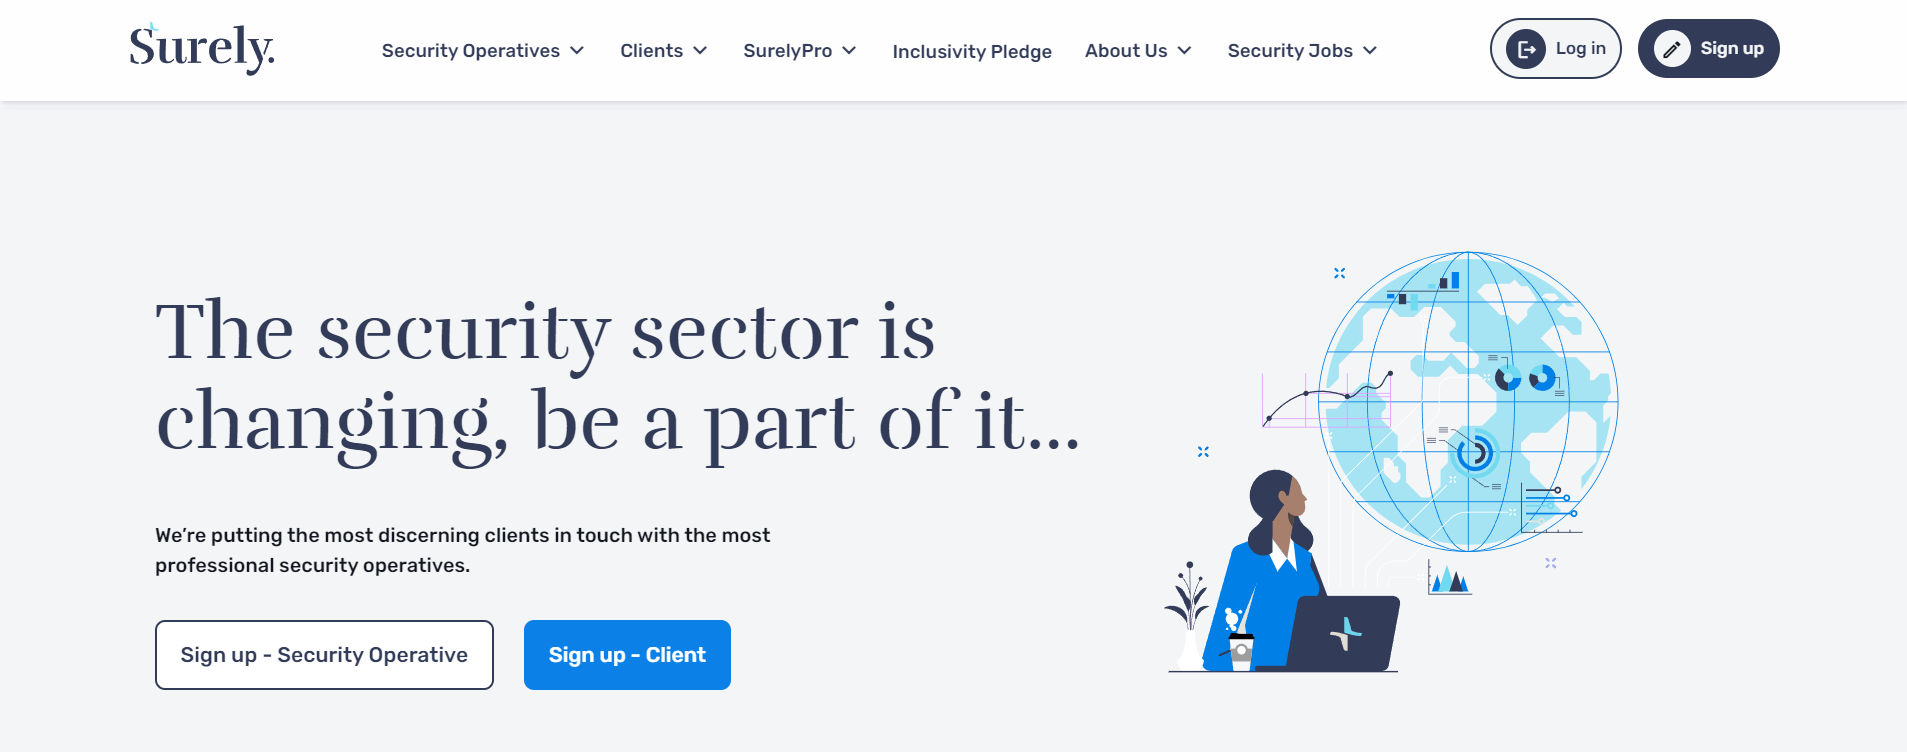 Surely.
Security Operatives
Clients
SurelyPro
Inclusivity Pledge
About Us
Security Jobs
Log in
Sign up
The security sector is
changing, be a part of it...
We're putting the most discerning clients in touch with the most
professional security operatives.
Sign up - Security Operative
Sign up - Client